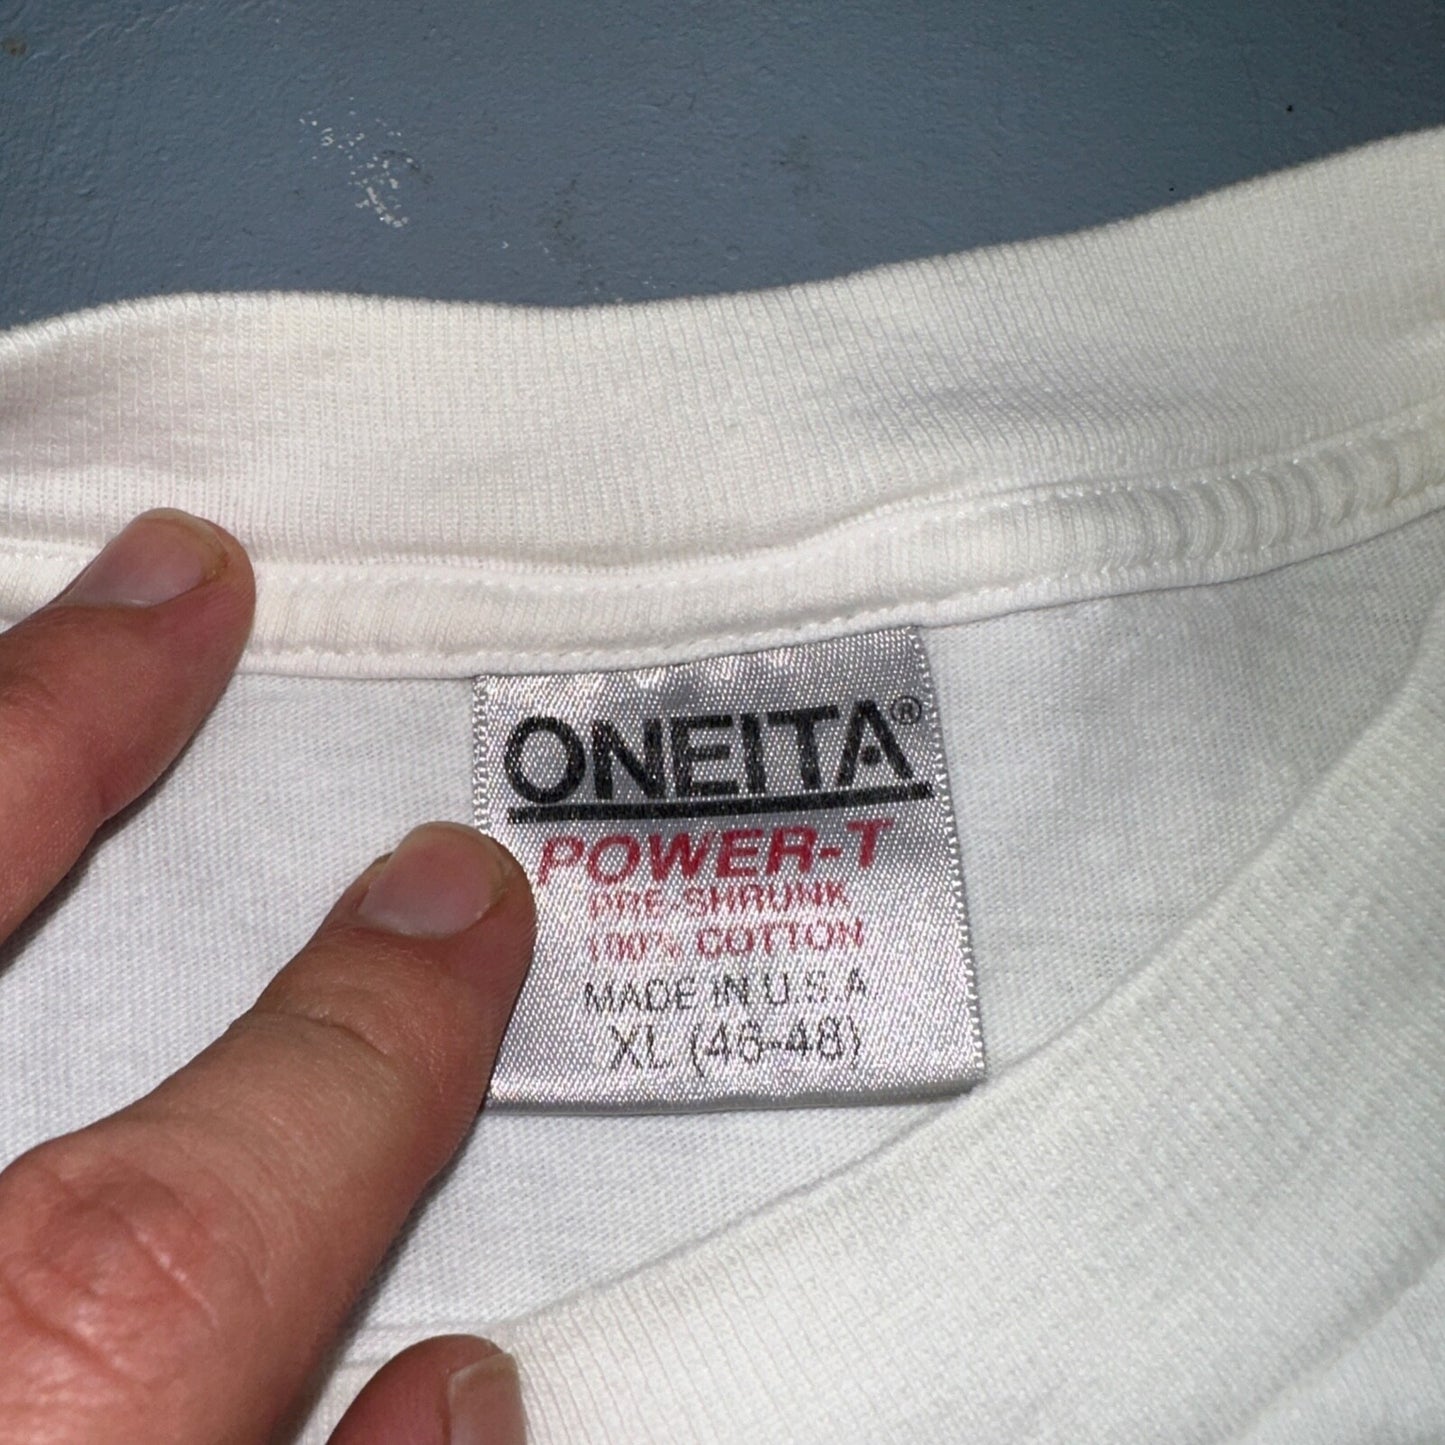 ONEITA®
POWER-T
PRE-SHRUNK
100% COTTON
MADE IN U.S.A.
XL (46-48)